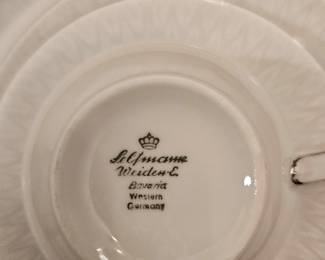 Seltmann
Weiden-E.
Bavaria
Western
Germany